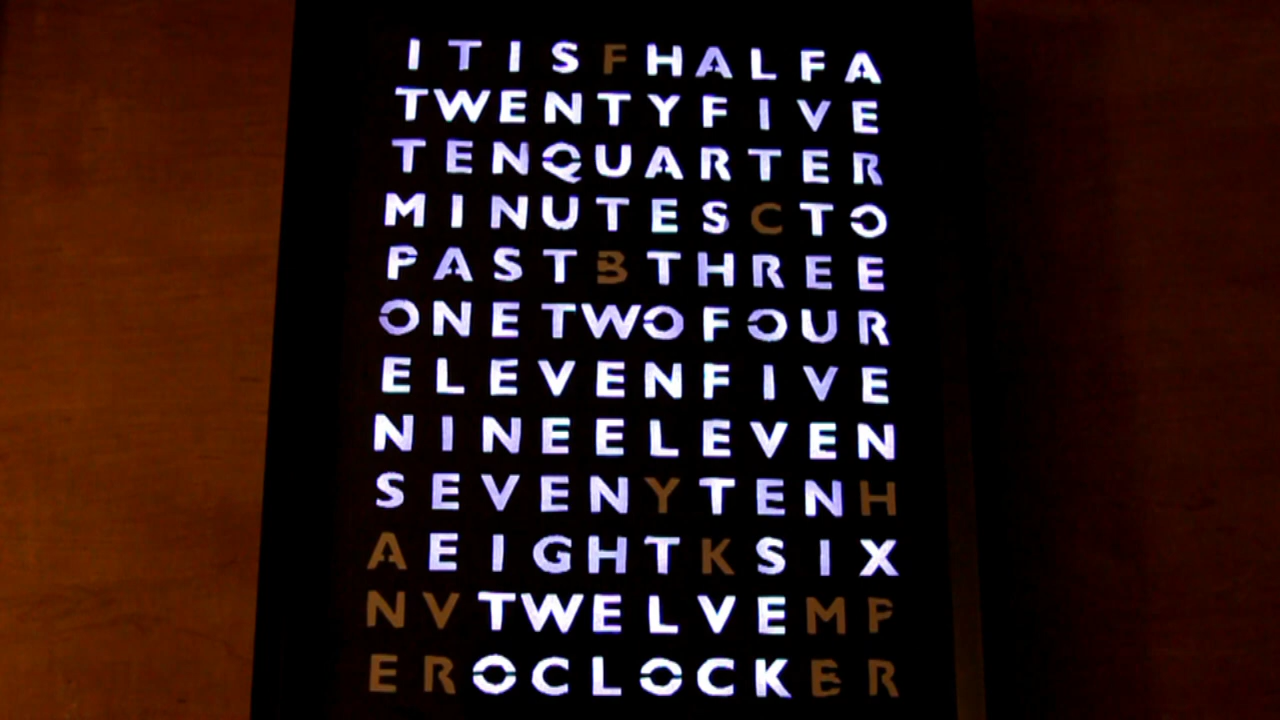 ITISFHALFA
TWENTYFIVE
TENQUARTER
MINUTESCTO
PASTBTHREE
ONETWOFOUR
ELEVENFIVE
NINEELEVEN
SEVENYTENH
AEIGHTKSIX
NVTWELVEMP
EROCLOCKER